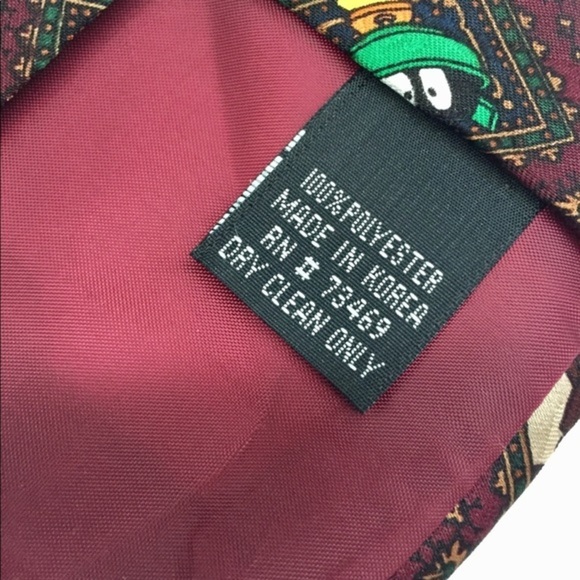 100% POLYESTER
MADE IN KOREA
RN # 73469
DRY CLEAN ONLY